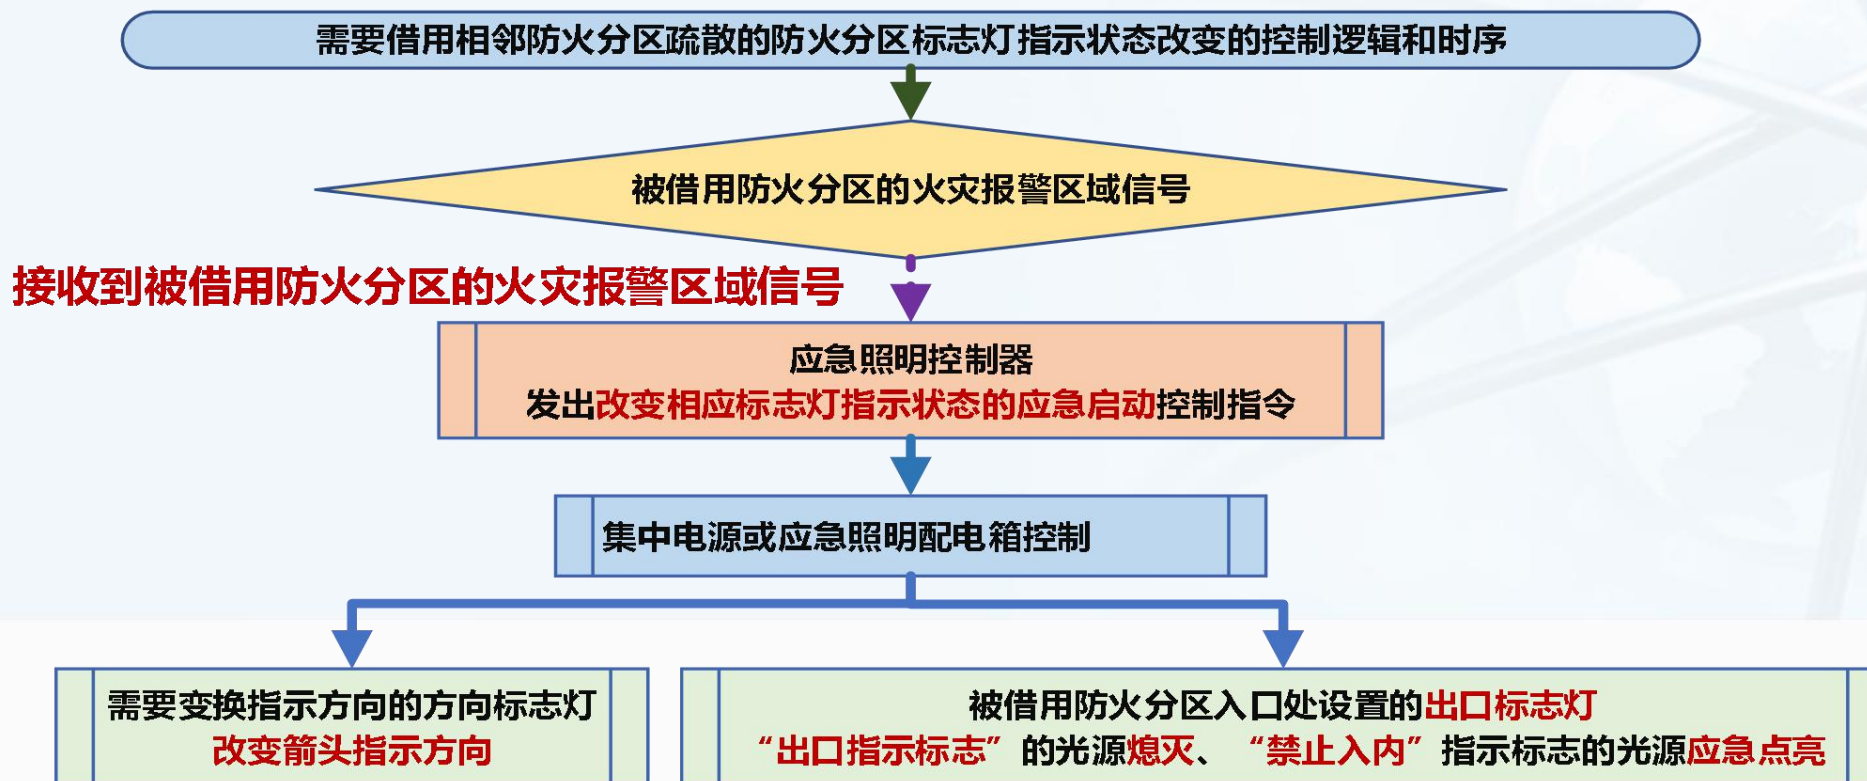 需要借用相邻防火分区疏散的防火分区标志灯指示状态改变的控制逻辑和时序
被借用防火分区的火灾报警区域信号
接收到被借用防火分区的火灾报警区域信号
应急照明控制器
发出改变相应标志灯指示状态的应急启动控制指令
集中电源或应急照明配电箱控制
需要变换指示方向的方向标志灯
改变箭头指示方向
被借用防火分区入口处设置的出口标志灯
“出口指示标志”的光源熄灭、“禁止入内”指示标志的光源应急点亮